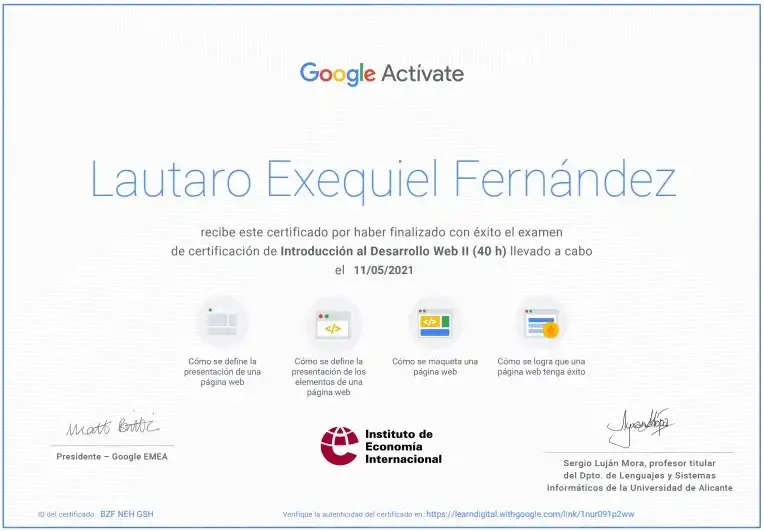 Google Actívate
Lautaro Exequiel Fernández
recibe este certificado por haber finalizado con éxito el examen
de certificación de Introducción al Desarrollo Web II (40 h) llevado a cabo
el 11/05/2021
</>
</>
Cómo se define la
presentación de una
página web
Cómo se define la
presentación de los
elementos de una
página web
Cómo se maqueta una
página web
Cómo se logra que una
página web tenga éxito
Matt Brittin
Presidente – Google EMEA
Instituto de
Economía
Internacional
Sergio Luján Mora, profesor titular
del Dpto. de Lenguajes y Sistemas
Informáticos de la Universidad de Alicante
ID del certificado: BZF NEH GSH
Verifique la autenticidad del certificado en: https://learndigital.withgoogle.com/link/1nur091p2ww